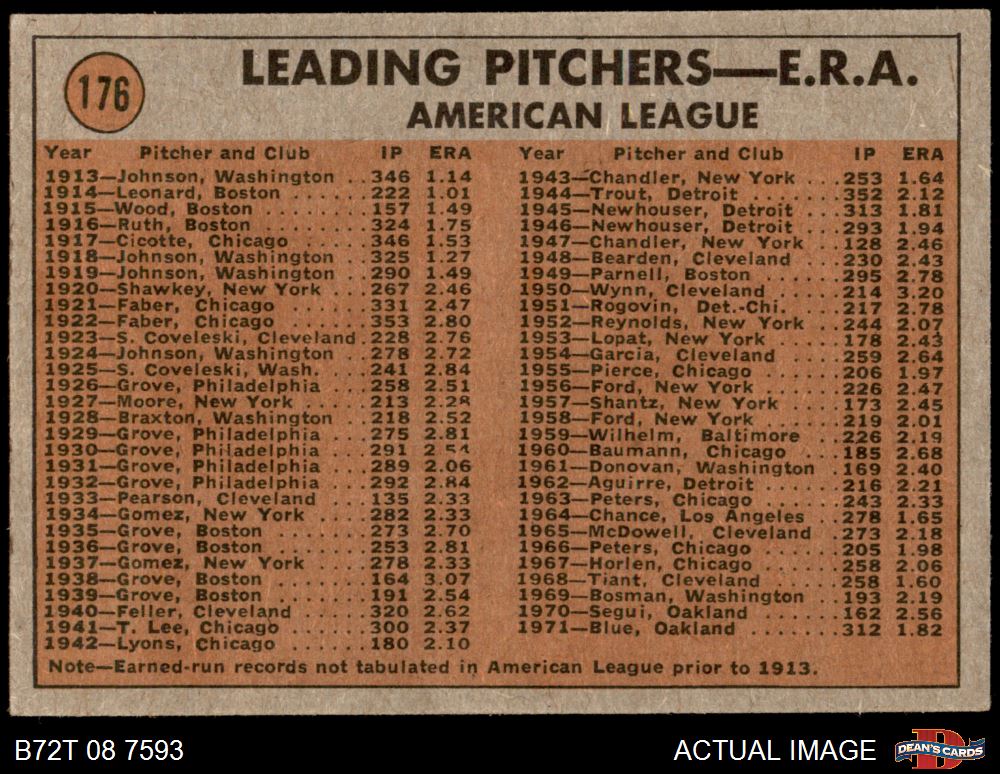 176
LEADING PITCHERS—E.R.A.
AMERICAN LEAGUE
Year Pitcher and Club IP ERA
1913—Johnson, Washington . . 346 1.14
1914—Leonard, Boston . . . . . . 222 1.01
1915—Wood, Boston . . . . . . . . 157 1.49
1916—Ruth, Boston . . . . . . . . 324 1.75
1917—Cicotte, Chicago . . . . . . 346 1.53
1918—Johnson, Washington . . 325 1.27
1919—Johnson, Washington . . 290 1.49
1920—Shawkey, New York . . . 267 2.46
1921—Faber, Chicago . . . . . . . 331 2.47
1922—Faber, Chicago . . . . . . . 353 2.80
1923—S. Coveleski, Cleveland . 228 2.76
1924—Johnson, Washington . . 278 2.72
1925—S. Coveleski, Wash. . . . . 241 2.84
1926—Grove, Philadelphia . . . 258 2.51
1927—Moore, New York . . . . . 213 2.28
1928—Braxton, Washington . . 218 2.52
1929—Grove, Philadelphia . . . 275 2.81
1930—Grove, Philadelphia . . . 291
1931—Grove, Philadelphia . . . 289 2.06
1932—Grove, Philadelphia . . . 292 2.84
1933—Pearson, Cleveland . . . . 135 2.33
1934—Gomez, New York . . . . 282 2.33
1935—Grove, Boston . . . . . . . 273 2.70
1936—Grove, Boston . . . . . . . 253 2.81
1937—Gomez, New York . . . . 278 2.33
1938—Grove, Boston . . . . . . . 164 3.07
1939—Grove, Boston . . . . . . . 191 2.54
1940—Feller, Cleveland . . . . . 320 2.62
1941—T. Lee, Chicago . . . . . . 300 2.37
1942—Lyons, Chicago . . . . . . 180 2.10
Year Pitcher and Club IP ERA
1943—Chandler, New York . . . 253 1.64
1944—Trout, Detroit . . . . . . . 352 2.12
1945—Newhouser, Detroit . . . 313 1.81
1946—Newhouser, Detroit . . . 293 1.94
1947—Chandler, New York . . 128 2.46
1948—Bearden, Cleveland . . . 230 2.43
1949—Parnell, Boston . . . . . . 295 2.78
1950—Wynn, Cleveland . . . . . 214 3.20
1951—Rogovin, Det.-Chi. . . . . 217 2.78
1952—Reynolds, New York . . 244 2.07
1953—Lopat, New York . . . . . 178 2.43
1954—Garcia, Cleveland . . . . 259 2.64
1955—Pierce, Chicago . . . . . . 206 1.97
1956—Ford, New York . . . . . . 226 2.47
1957—Shantz, New York . . . . 173 2.45
1958—Ford, New York . . . . . . 219 2.01
1959—Wilhelm, Baltimore . . . 226 2.19
1960—Baumann, Chicago . . . . 185 2.68
1961—Donovan, Washington . 169 2.40
1962—Aguirre, Detroit . . . . . . 216 2.21
1963—Peters, Chicago . . . . . . 243 2.33
1964—Chance, Los Angeles . . 278 1.65
1965—McDowell, Cleveland . 273 2.18
1966—Peters, Chicago . . . . . . 205 1.98
1967—Horlen, Chicago . . . . . . 258 2.06
1968—Tiant, Cleveland . . . . . 258 1.60
1969—Bosman, Washington . . 193 2.19
1970—Segui, Oakland . . . . . . 162 2.56
1971—Blue, Oakland . . . . . . . 312 1.82
Note—Earned-run records not tabulated in American League prior to 1913.
B72T 08 7593
ACTUAL IMAGE
D
DEAN'S CARDS